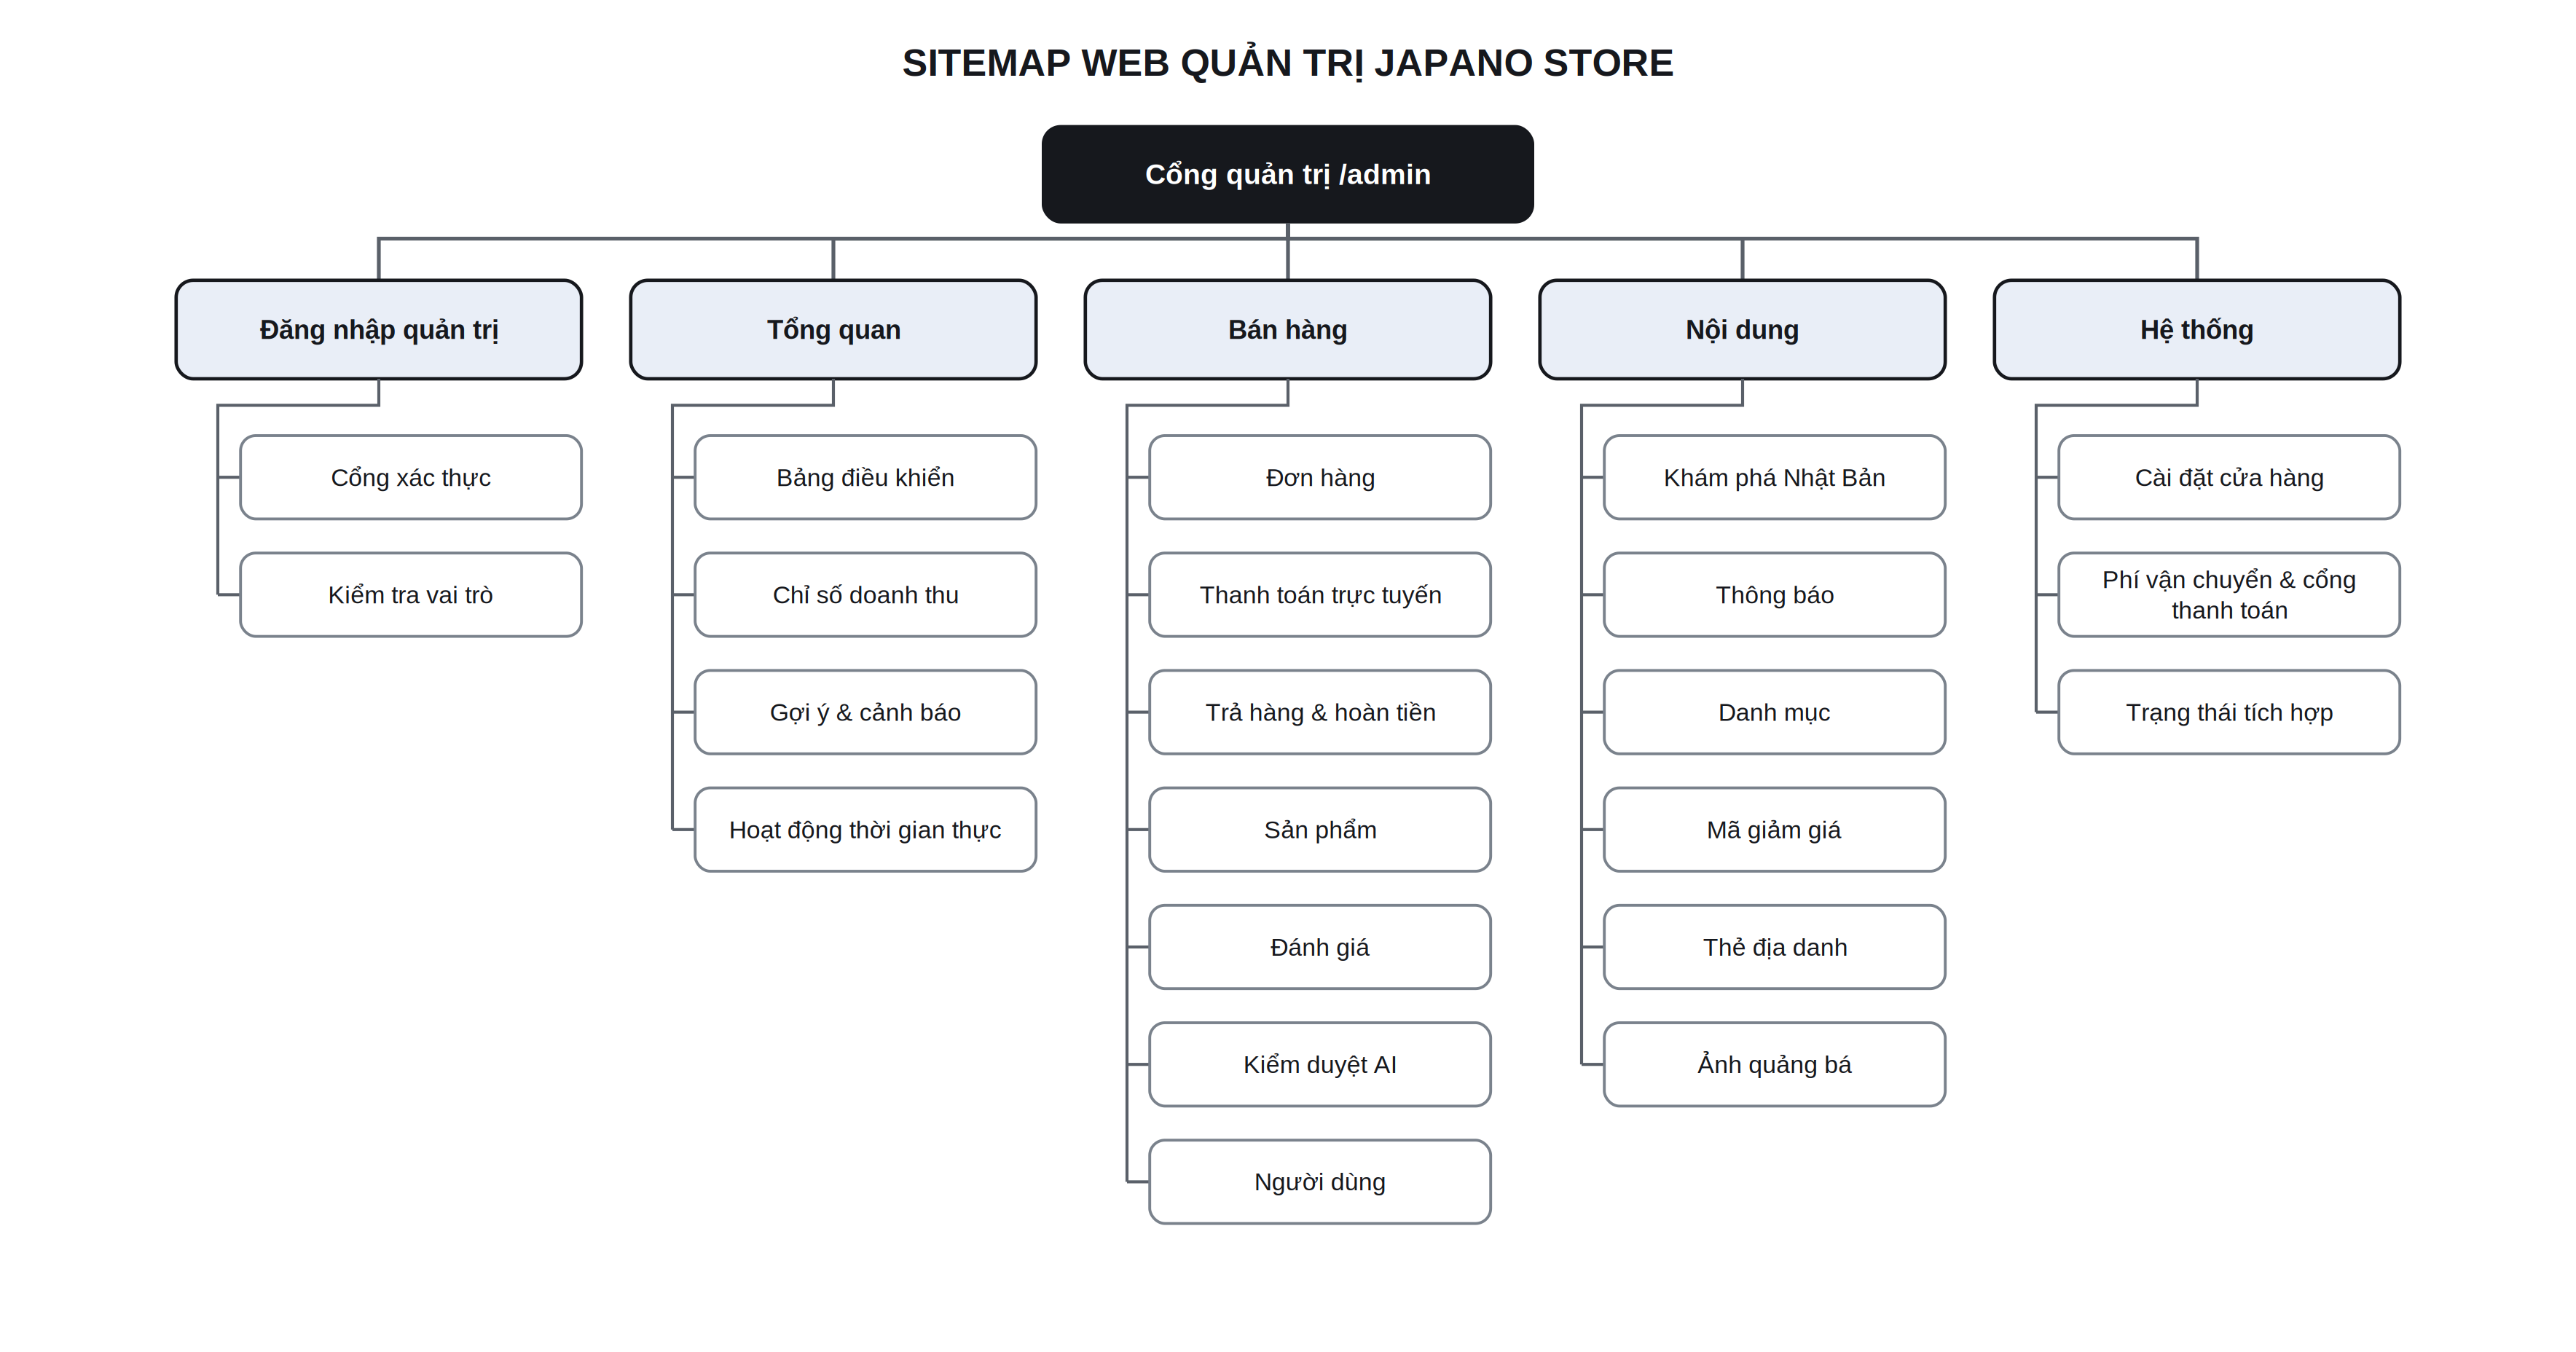 SITEMAP WEB QUẢN TRỊ JAPANO STORE
Cổng quản trị /admin
Đăng nhập quản trị
Cổng xác thực
Kiểm tra vai trò
Tổng quan
Bảng điều khiển
Chỉ số doanh thu
Gợi ý & cảnh báo
Hoạt động thời gian thực
Bán hàng
Đơn hàng
Thanh toán trực tuyến
Trả hàng & hoàn tiền
Sản phẩm
Đánh giá
Kiểm duyệt AI
Người dùng
Nội dung
Khám phá Nhật Bản
Thông báo
Danh mục
Mã giảm giá
Thẻ địa danh
Ảnh quảng bá
Hệ thống
Cài đặt cửa hàng
Phí vận chuyển & cổng
thanh toán
Trạng thái tích hợp